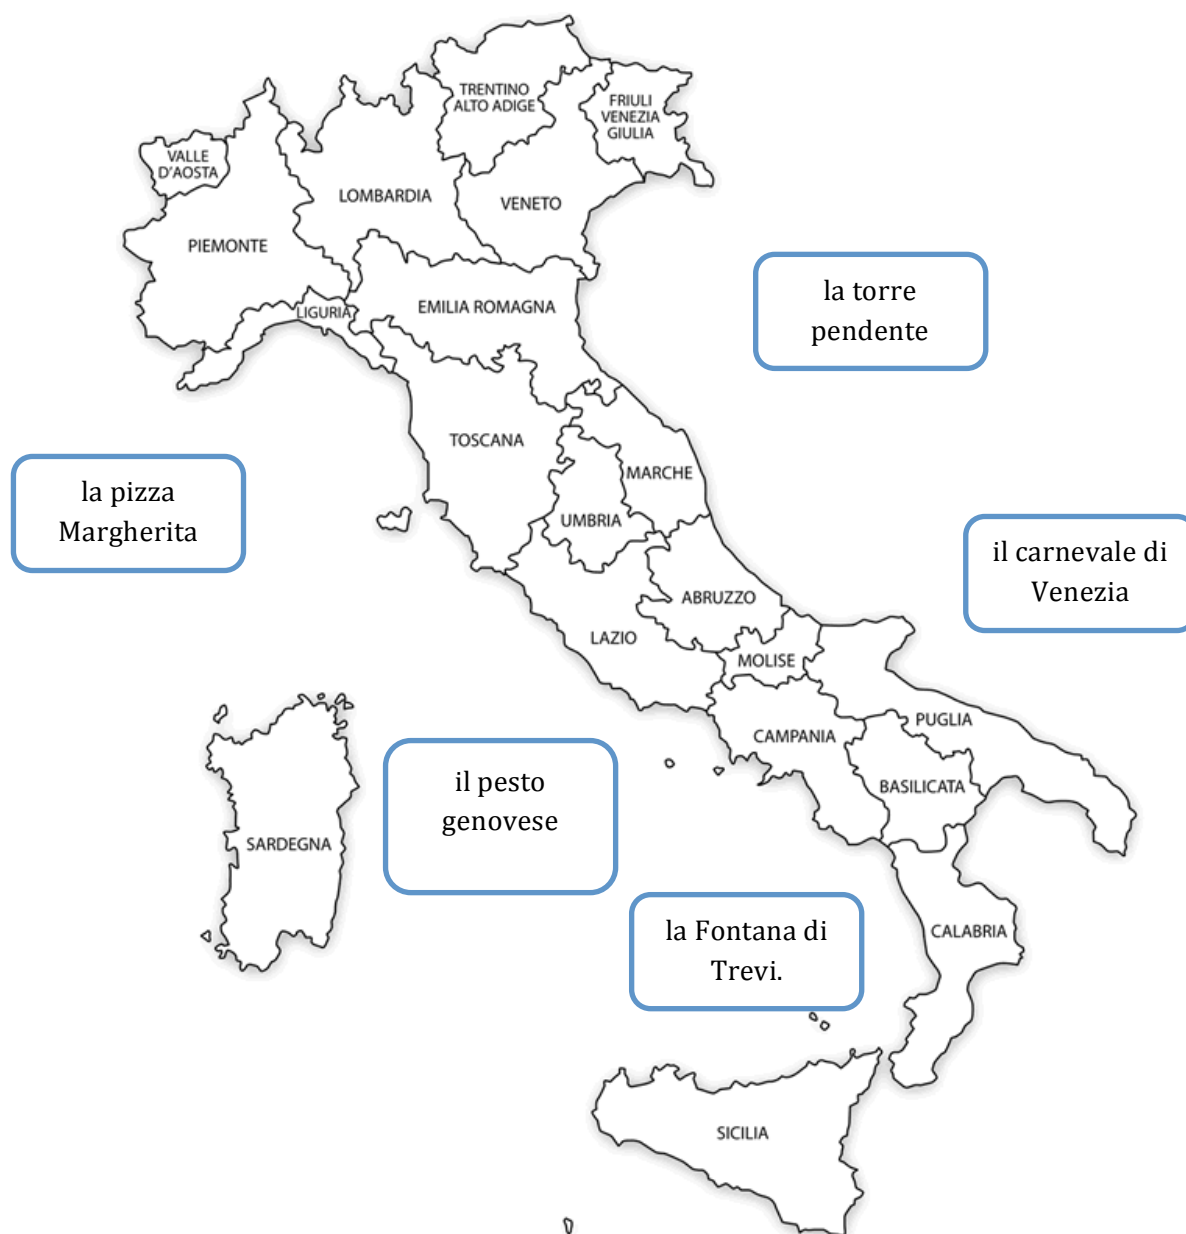 TRENTINO
ALTO ADIGE
FRIULI
VENEZIA
GIULIA
VALLE
D'AOSTA
LOMBARDIA
VENETO
PIEMONTE
la torre
pendente
LIGURIA
EMILIA ROMAGNA
TOSCANA
MARCHE
la pizza
Margherita
UMBRIA
il carnevale di
Venezia
ABRUZZO
LAZIO
MOLISE
PUGLIA
CAMPANIA
BASILICATA
il pesto
genovese
SARDEGNA
la Fontana di
Trevi.
CALABRIA
SICILIA